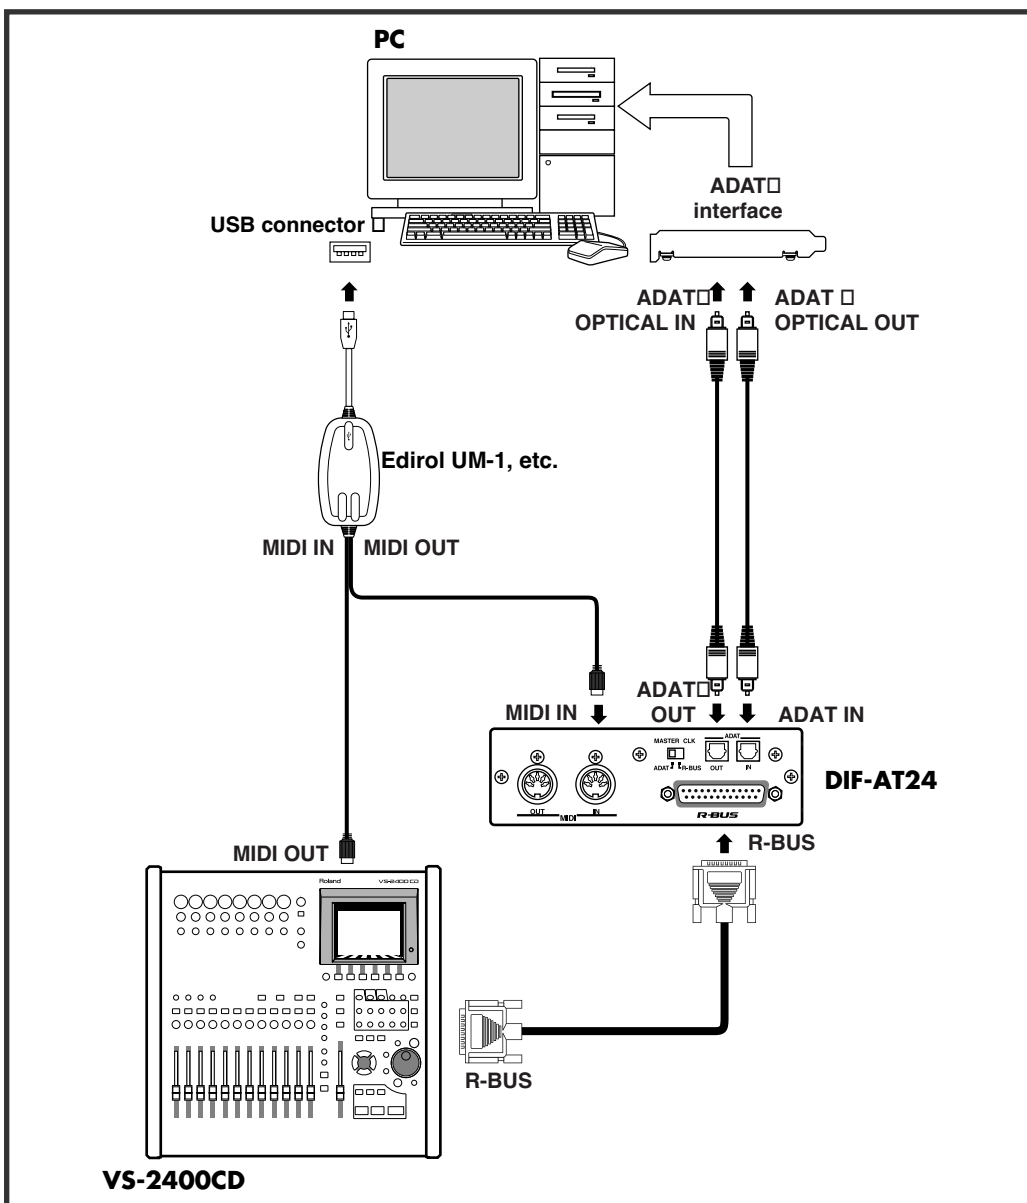 PC
ADAT□
interface
USB connector
ADAT□
OPTICAL IN
ADAT □
OPTICAL OUT
Edirol UM-1, etc.
MIDI IN
MIDI OUT
MIDI IN
ADAT□
OUT
ADAT IN
MASTER CLK
ADAT
ADAT
R-BUS
OUT
IN
DIF-AT24
OUT
MIDI
IN
R-BUS
R-BUS
MIDI OUT
Roland
VS-2400CD
R-BUS
VS-2400CD